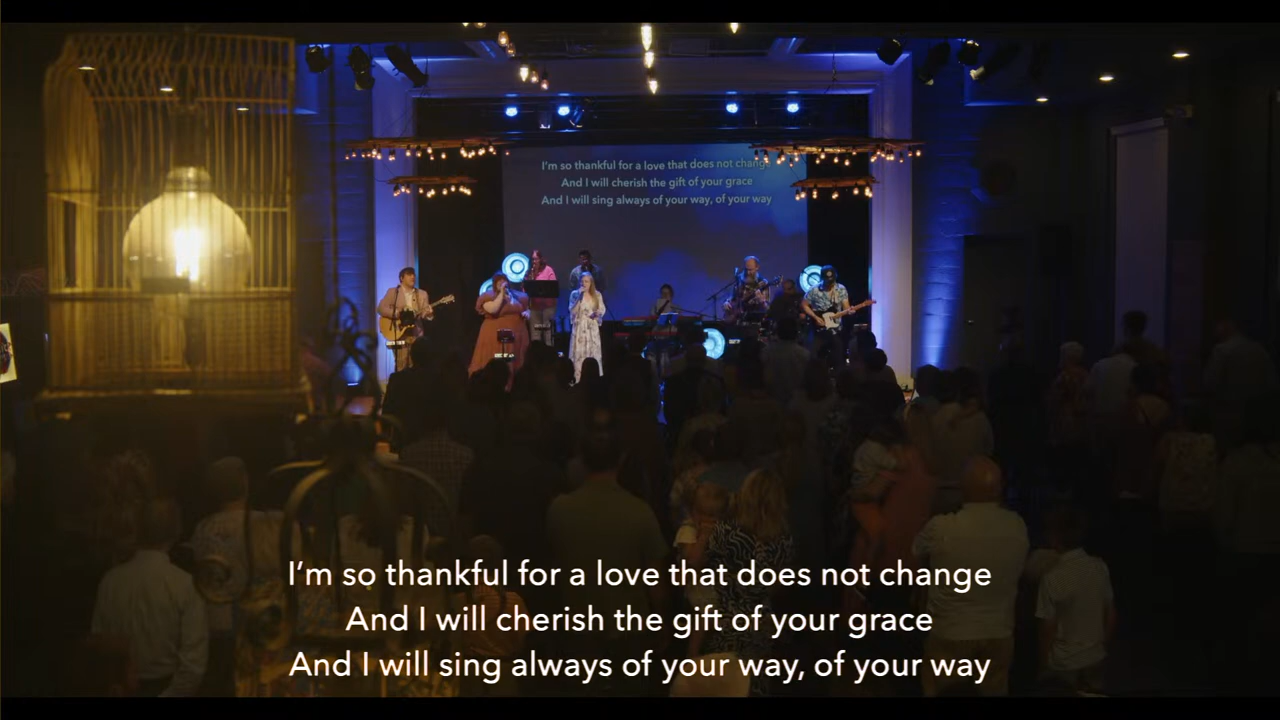 I'm so thankful for a love that does not change
And I will cherish the gift of your grace
And I will sing always of your way, of your way
I'm so thankful for a love that does not change
And I will cherish the gift of your grace
And I will sing always of your way, of your way